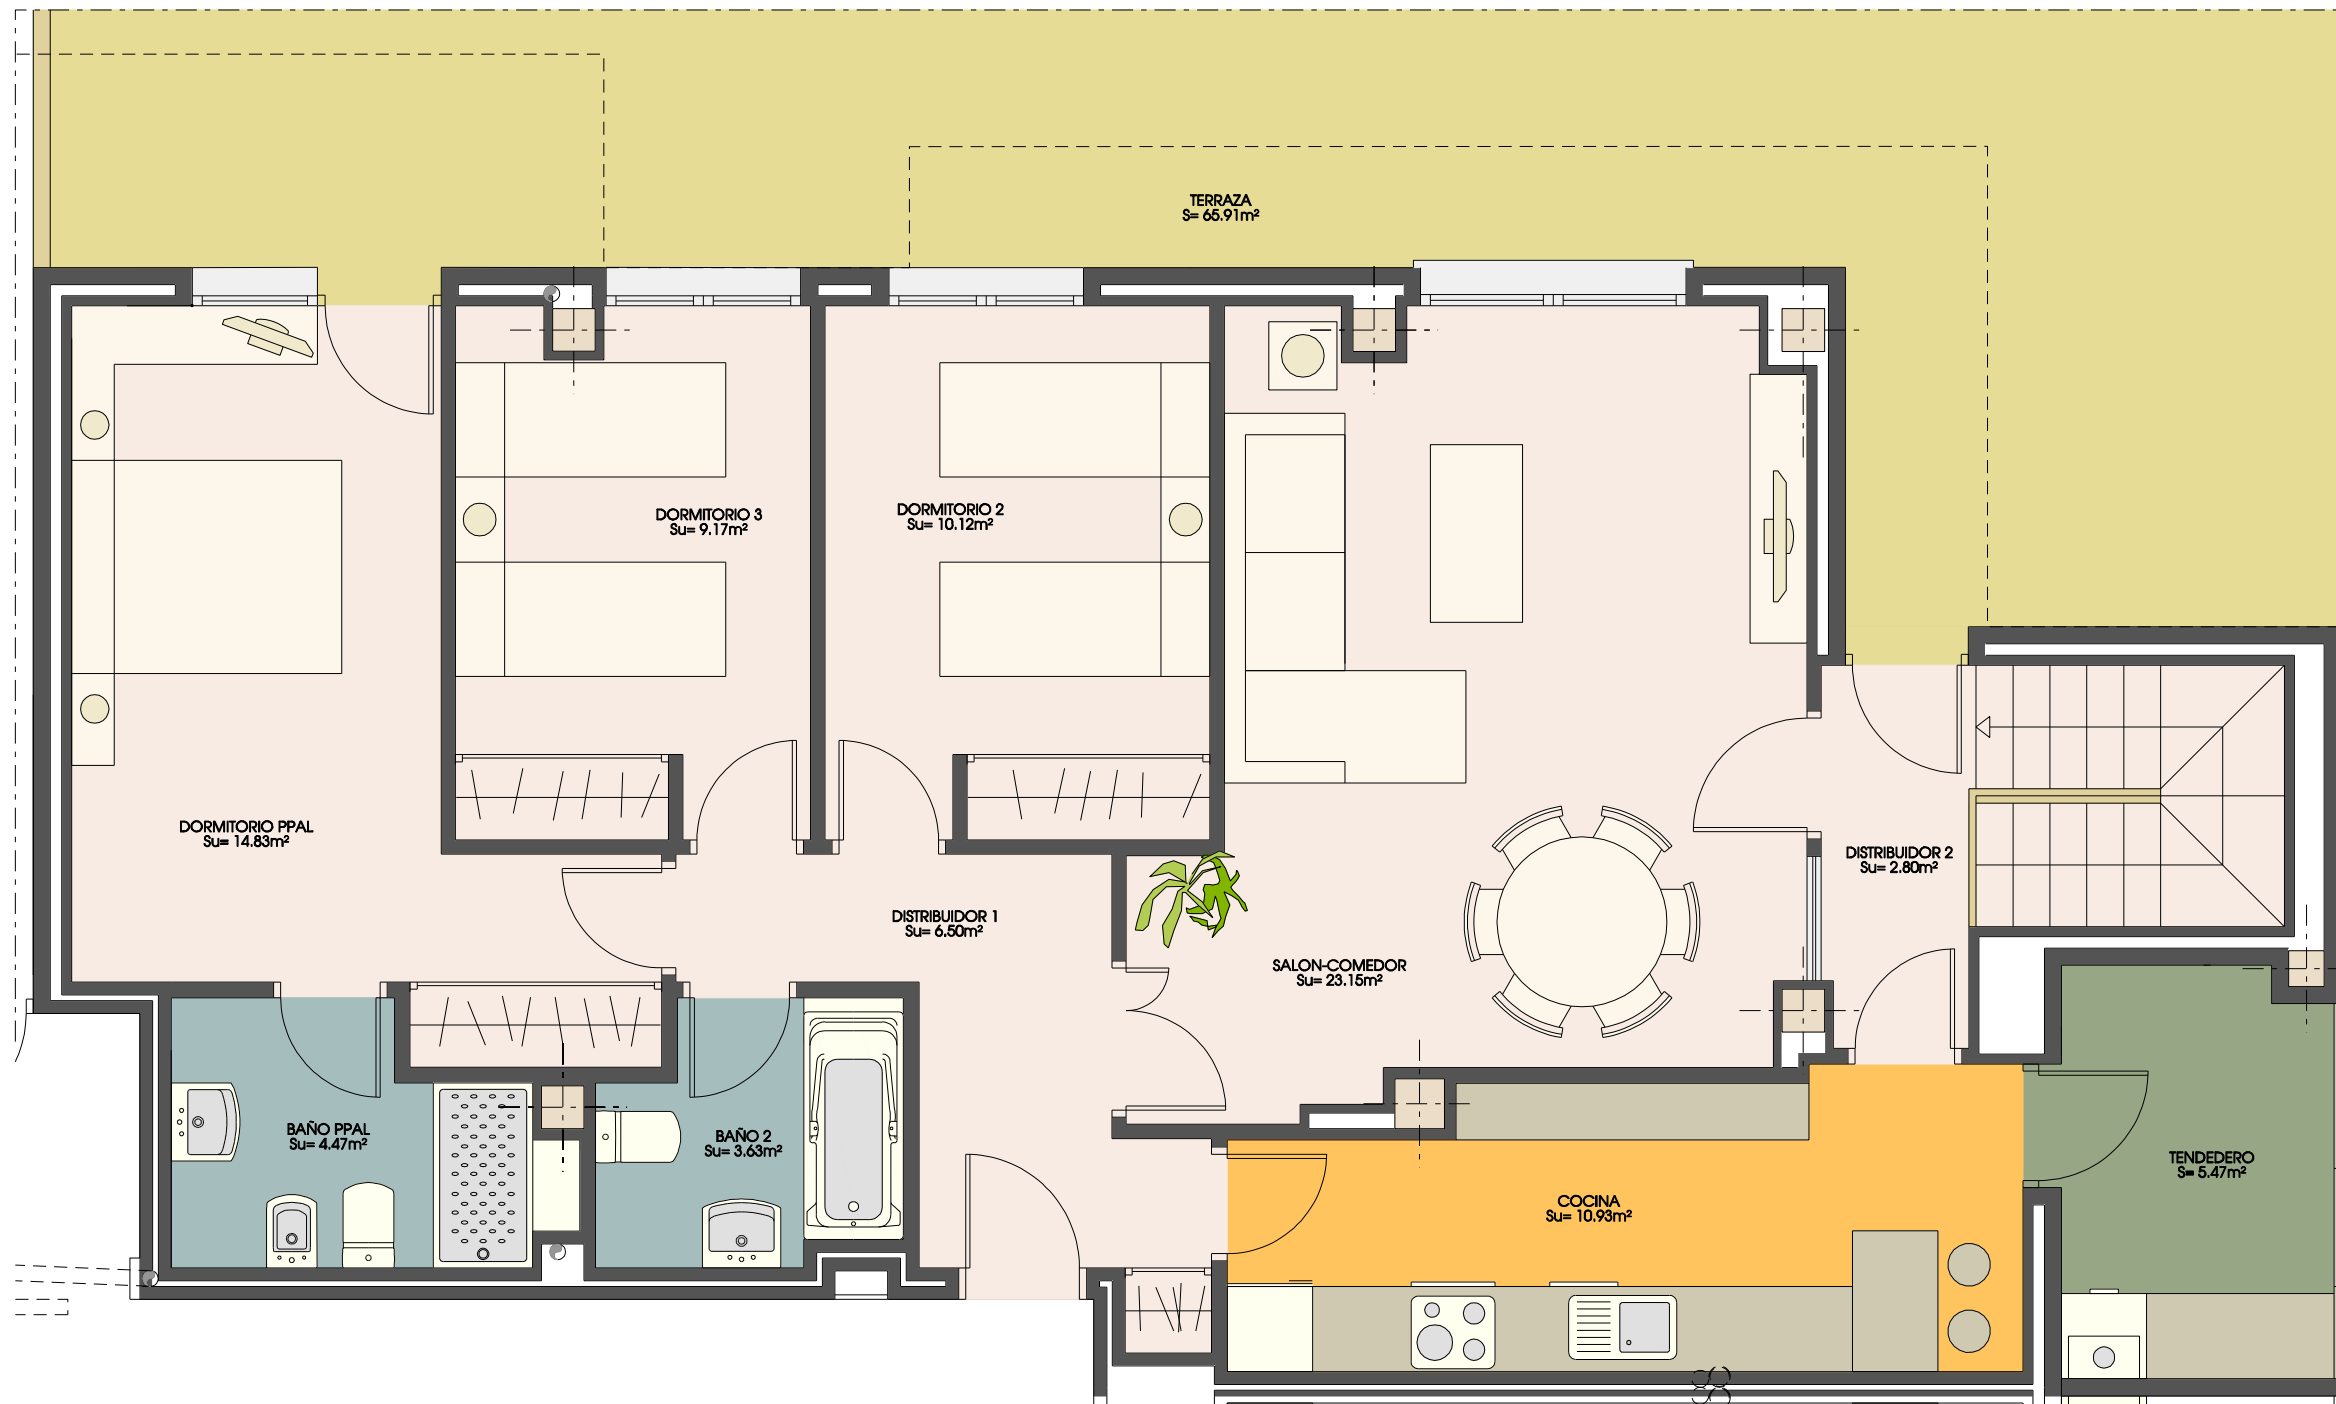 TERRAZA
S= 65.91m²
DORMITORIO 3
Su= 9.17m²
DORMITORIO 2
Su= 10.12m²
DORMITORIO PPAL
Su= 14.83m²
DISTRIBUIDOR 2
Su= 2.80m²
DISTRIBUIDOR 1
Su= 6.50m²
SALON-COMEDOR
Su= 23.15m²
BAÑO PPAL
Su= 4.47m²
BAÑO 2
Su= 3.63m²
TENDEDERO
S= 5.47m²
COCINA
Su= 10.93m²